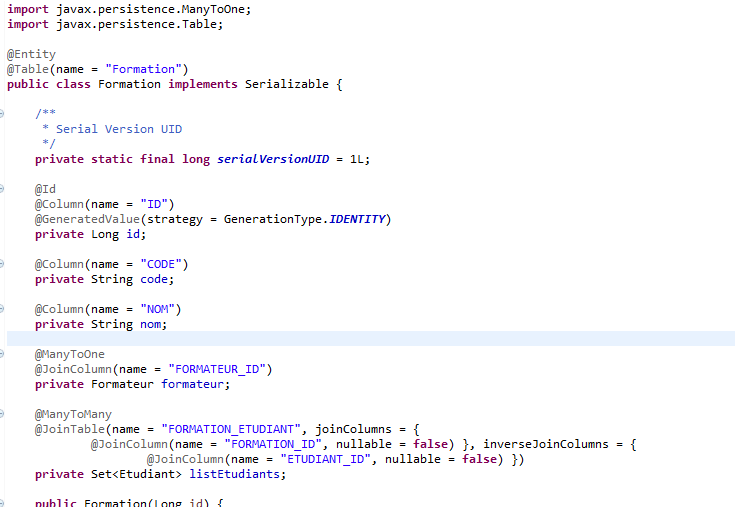 import javax.persistence.ManyToOne;
import javax.persistence.Table;
@Entity
@Table(name = "Formation")
public class Formation implements Serializable {
/**
* Serial Version UID
*/
private static final long serialVersionUID = 1L;
@Id
@Column(name = "ID")
@GeneratedValue(strategy = GenerationType.IDENTITY)
private Long id;
@Column(name = "CODE")
private String code;
@Column(name = "NOM")
private String nom;
@ManyToOne
@JoinColumn(name = "FORMATEUR_ID")
private Formateur formateur;
@ManyToMany
@JoinTable(name = "FORMATION_ETUDIANT", joinColumns = {
@JoinColumn(name = "FORMATION_ID", nullable = false) }, inverseJoinColumns = {
@JoinColumn(name = "ETUDIANT_ID", nullable = false) })
private Set<Etudiant> listEtudiants;
public Formation(Long id) {